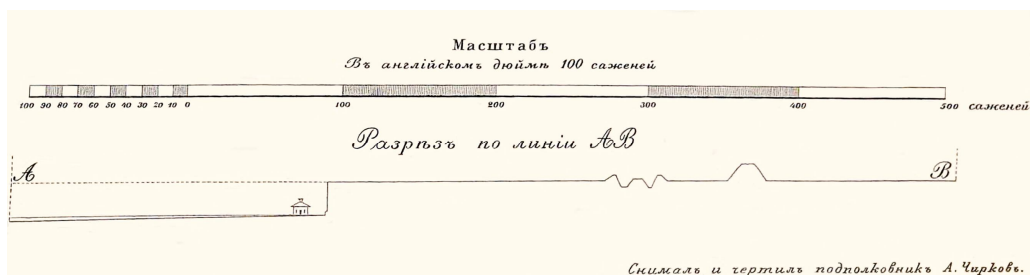 Масштабъ
Въ англійскомъ дюймѣ 100 саженей
100 90 80 70 60 50 40 30 20 10 0 100 200 300 400 500 саженей
Разрѣзъ по линіи АВ
А В
Снималъ и чертилъ подполковникъ А. Чирковъ.